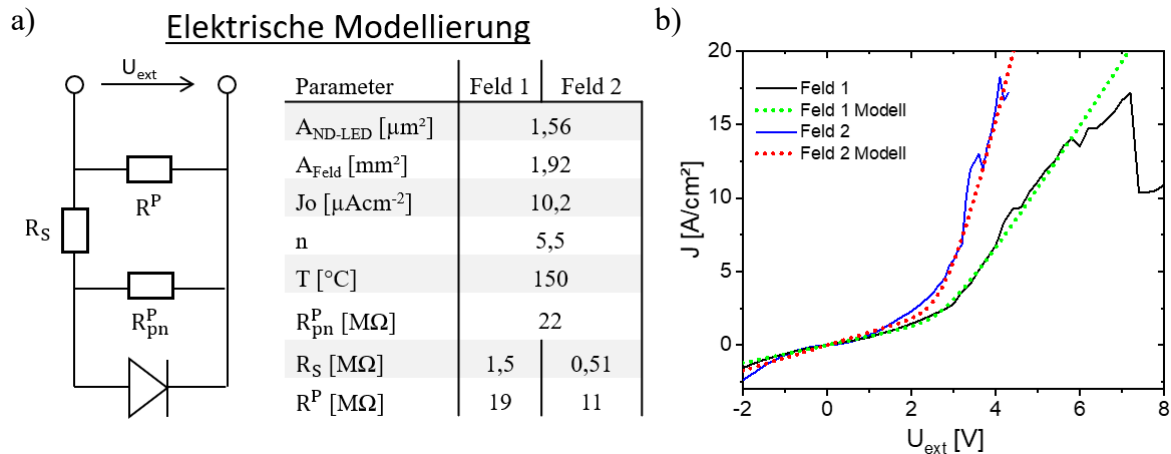 a)
Elektrische Modellierung
U_ext
R^P
R_S
R^P_pn
Parameter Feld 1 Feld 2
A_ND-LED [µm²] 1,56
A_Feld [mm²] 1,92
Jo [µAcm⁻²] 10,2
n 5,5
T [°C] 150
R^P_pn [MΩ] 22
R_S [MΩ] 1,5 0,51
R^P [MΩ] 19 11
b)
Feld 1
Feld 1 Modell
Feld 2
Feld 2 Modell
J [A/cm²]
20
15
10
5
0
-2 0 2 4 6 8
U_ext [V]